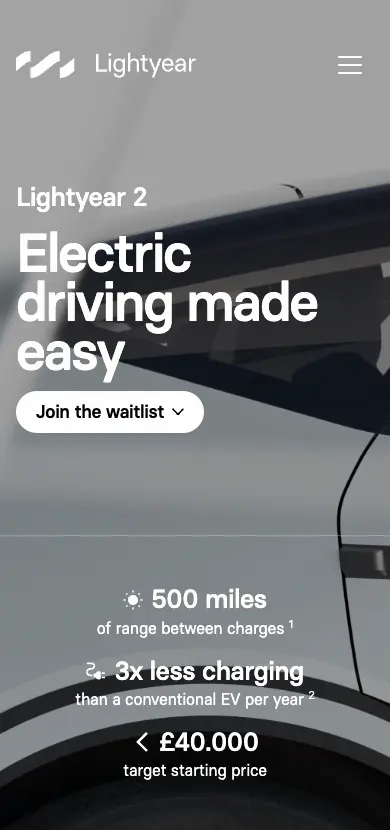 Lightyear
Lightyear 2
Electric
driving made
easy
Join the waitlist
500 miles
of range between charges ¹
3x less charging
than a conventional EV per year ²
< £40.000
target starting price